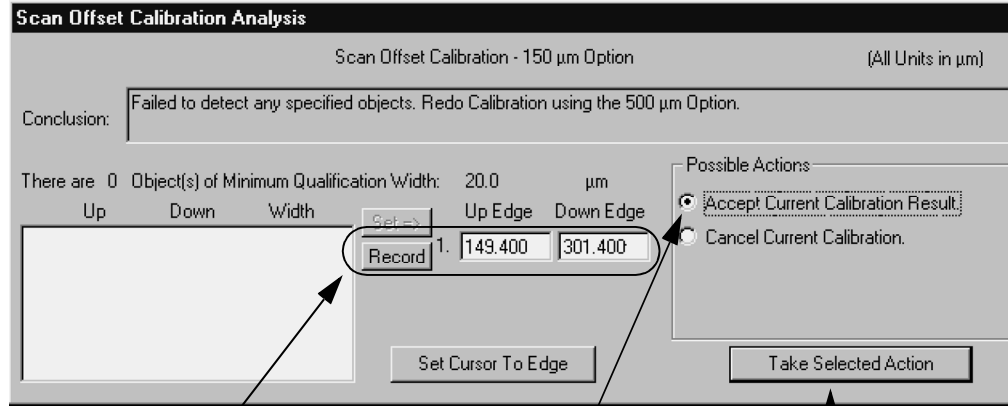 Scan Offset Calibration Analysis
Scan Offset Calibration - 150 µm Option (All Units in µm)
Conclusion: Failed to detect any specified objects. Redo Calibration using the 500 µm Option.
There are 0 Object(s) of Minimum Qualification Width: 20.0 µm
Up Down Width
Set =>
Record
Up Edge Down Edge
1. 149.400 301.400
Set Cursor To Edge
Possible Actions
Accept Current Calibration Result.
Cancel Current Calibration.
Take Selected Action